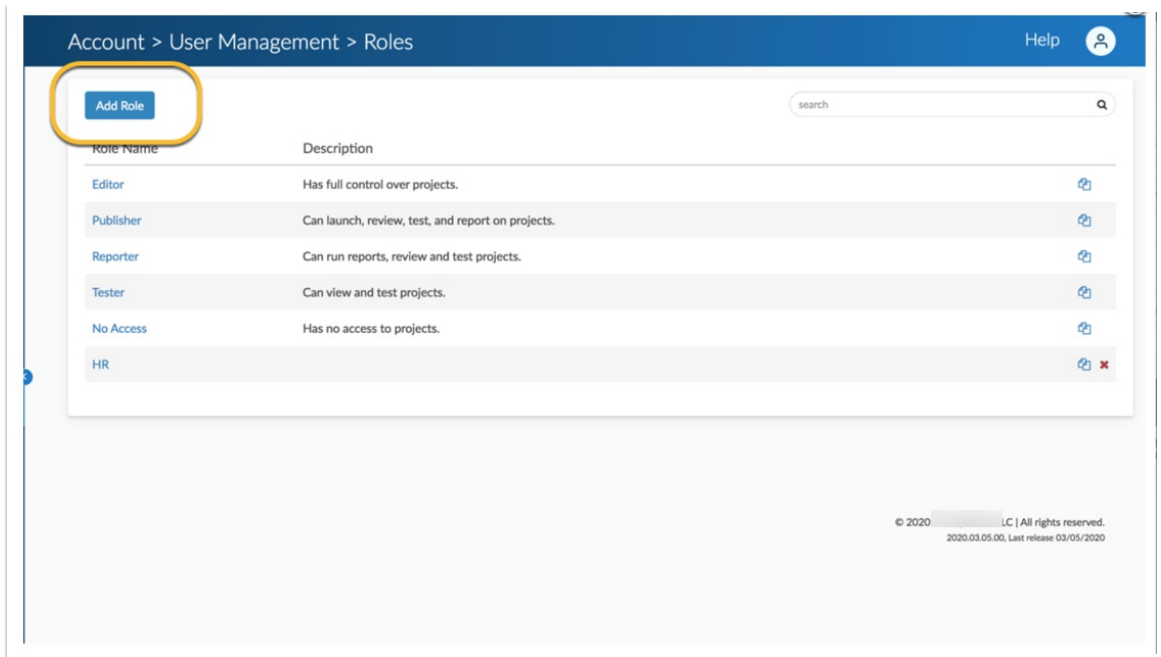 Account > User Management > Roles Help
Add Role search
Role Name Description
Editor Has full control over projects.
Publisher Can launch, review, test, and report on projects.
Reporter Can run reports, review and test projects.
Tester Can view and test projects.
No Access Has no access to projects.
HR
© 2020 LC | All rights reserved.
2020.03.05.00, Last release 03/05/2020